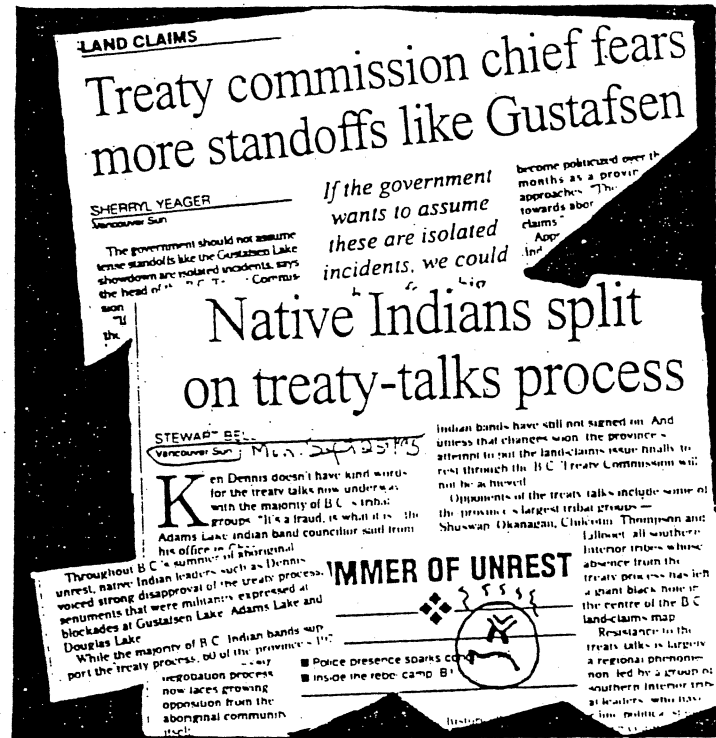 LAND CLAIMS
Treaty commission chief fears
more standoffs like Gustafsen
SHERRYL YEAGER
Vancouver Sun
The government should not assume
tense standoffs like the Gustafsen Lake
showdown are isolated incidents, says
the head of
sion
If the government
wants to assume
these are isolated
incidents, we could
become politicized over th
months as a provin
approaches
towards abor
claims"
Native Indians split
on treaty-talks process
STEWART BELL
Vancouver Sun
Ken Dennis doesn't have kind words
for the treaty talks now underway
with the majority of B C s tribal
groups "It's a fraud, is what it is the
Adams Lake Indian band councillor said from
his office in
Throughout B C 's summer of aboriginal
unrest, native Indian leaders such as Dennis
voiced strong disapproval of the treaty process,
sentiments that were militantly expressed at
blockades at Gustafsen Lake Adams Lake and
Douglas Lake
While the majority of B C Indian bands sup
port the treaty process, 60 of the province s
negotiation process
now faces growing
opposition from the
aboriginal communit
itself
Indian bands have still not signed on And
unless that changes soon the province s
attempt to put the land-claims issue finally to
rest through the B C Treaty Commission will
not be achieved
Opponents of the treaty talks include some of
the province s largest tribal groups —
Shuswap Okanagan, Chilcotin Thompson and
almost all southern
Interior tribes whose
absence from the
treaty process has left
a giant black hole in
the centre of the B C
land-claims map
Resistance to the
treaty talks is largely
a regional phenome
non led by a group of
southern Interior trib
al leaders who have
MMER OF UNREST
■ Police presence sparks
■ Inside the rebel camp B1